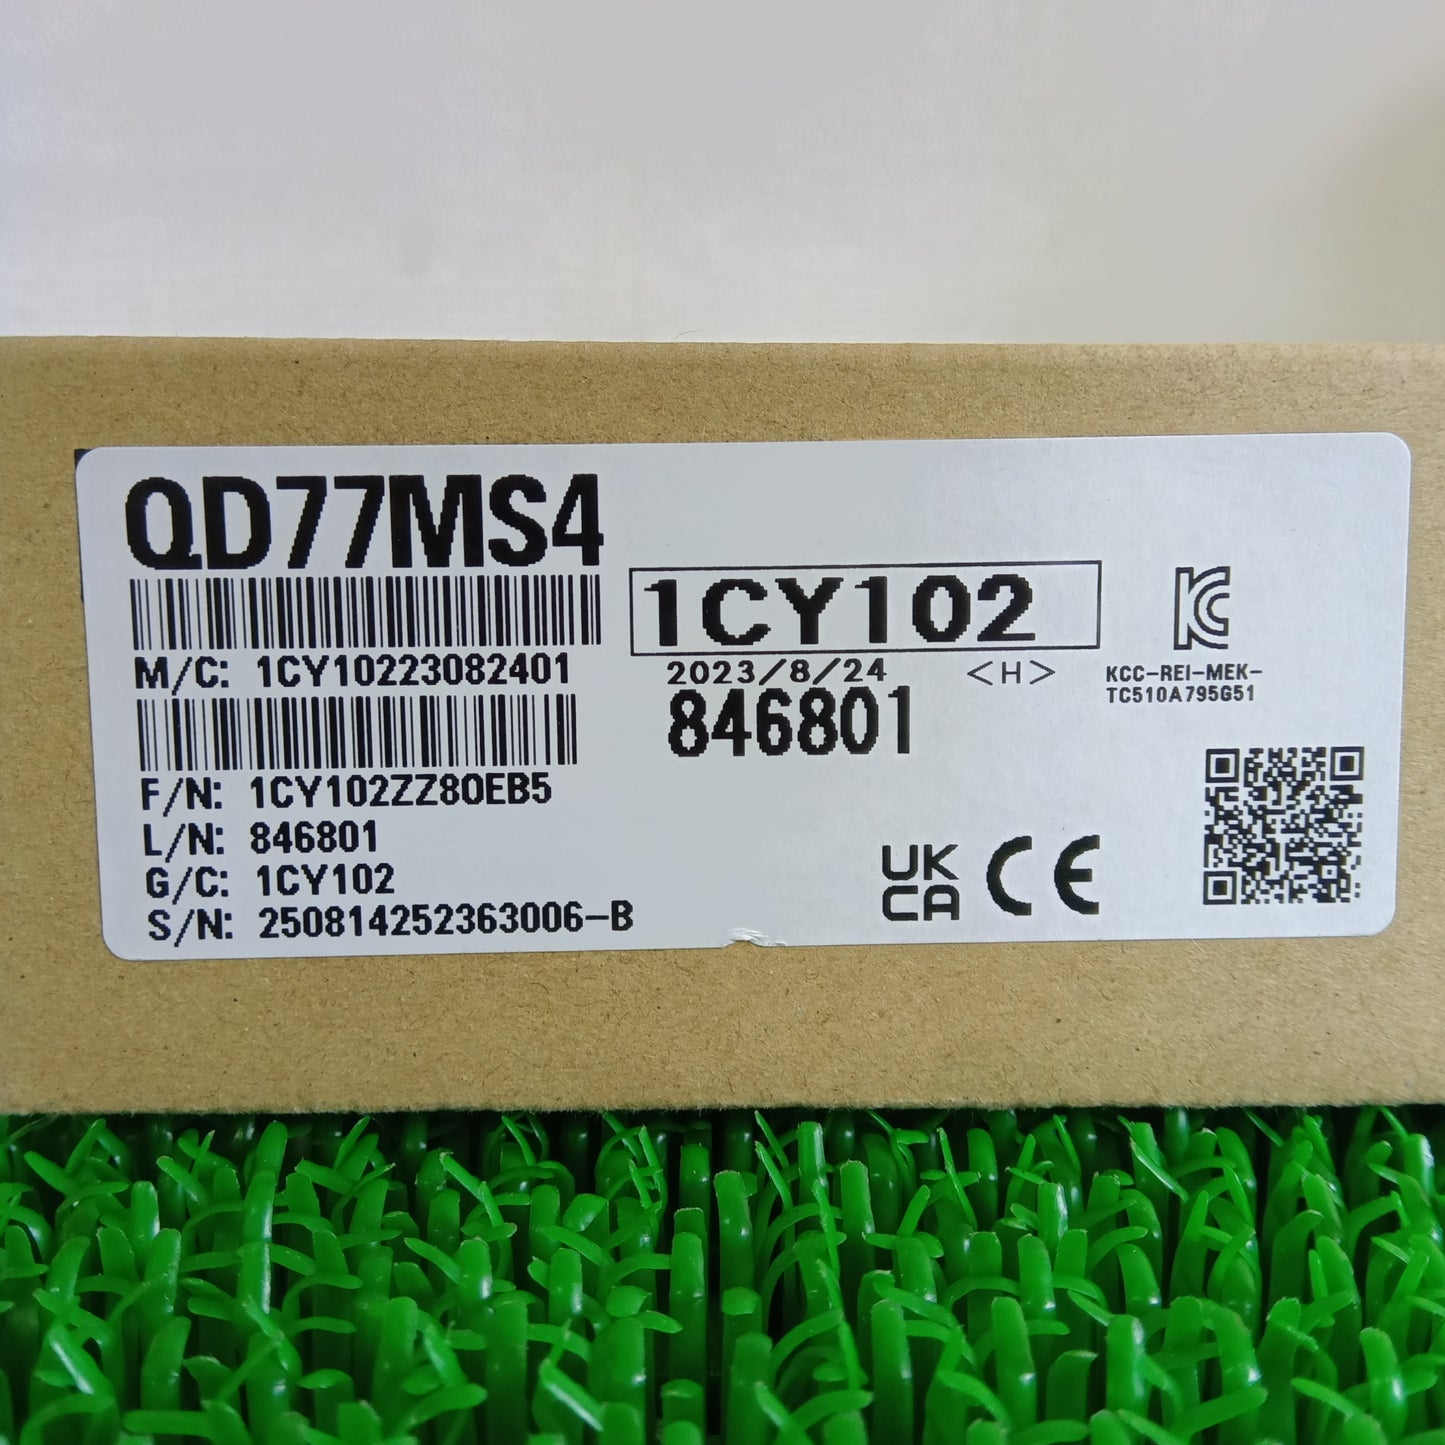 QD77MS4
1CY102
M/C: 1CY10223082401
2023/8/24 <H>
846801
KCC-REI-MEK-
TC510A795G51
F/N: 1CY102ZZ80EB5
L/N: 846801
G/C: 1CY102
S/N: 250814252363006-B
UK
CA
CE